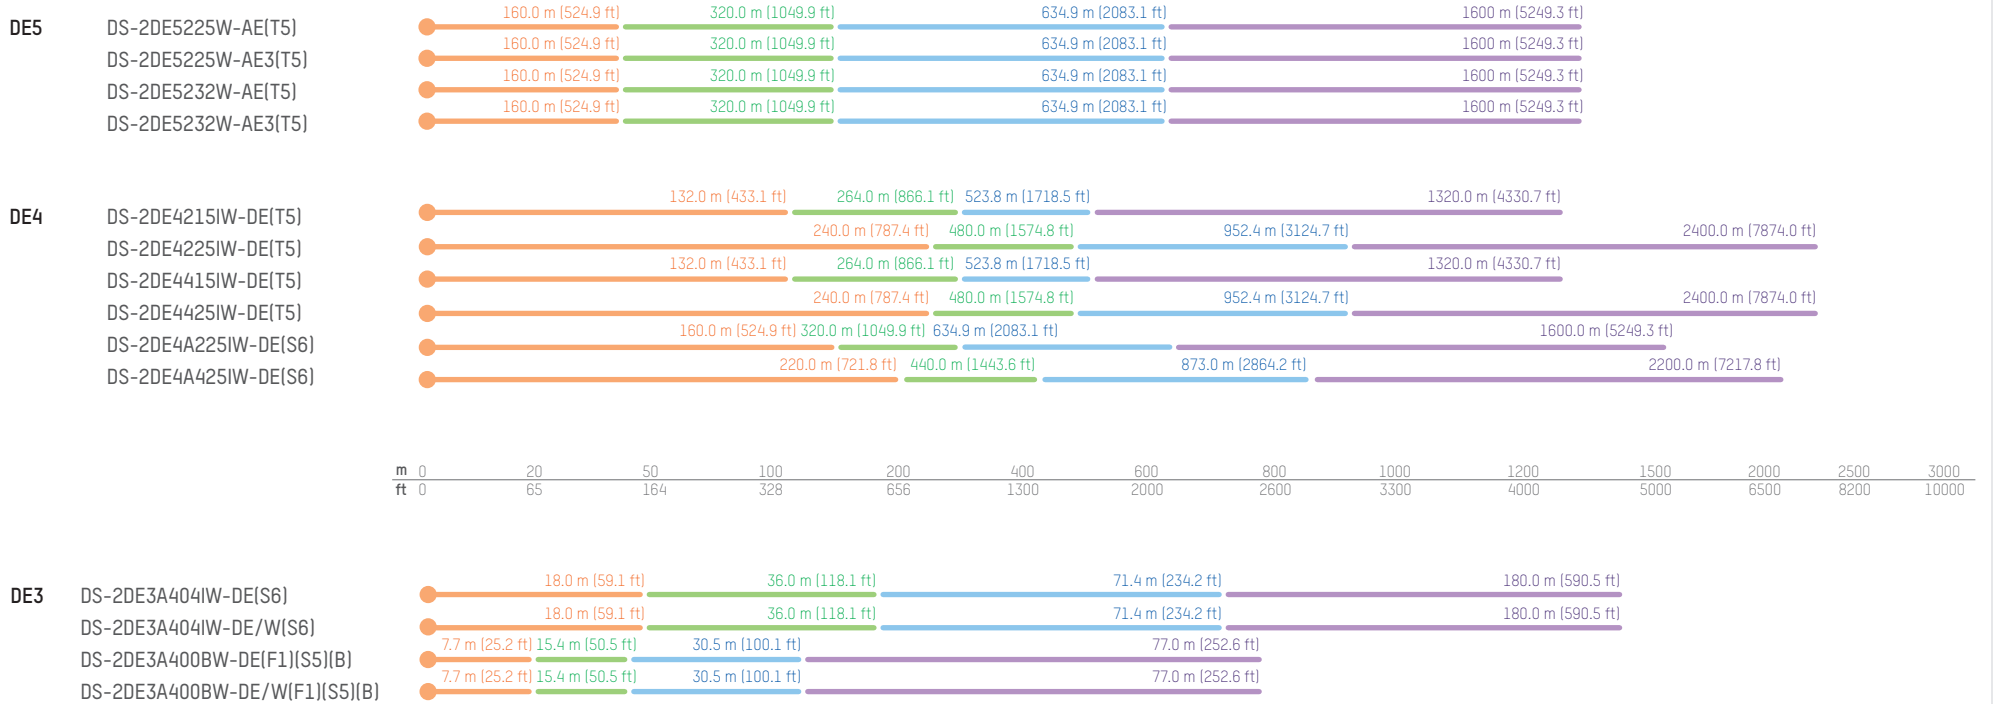 DE5 DS-2DE5225W-AE(T5) 160.0 m (524.9 ft) 320.0 m (1049.9 ft) 634.9 m (2083.1 ft) 1600 m (5249.3 ft)
DS-2DE5225W-AE3(T5) 160.0 m (524.9 ft) 320.0 m (1049.9 ft) 634.9 m (2083.1 ft) 1600 m (5249.3 ft)
DS-2DE5232W-AE(T5) 160.0 m (524.9 ft) 320.0 m (1049.9 ft) 634.9 m (2083.1 ft) 1600 m (5249.3 ft)
DS-2DE5232W-AE3(T5) 160.0 m (524.9 ft) 320.0 m (1049.9 ft) 634.9 m (2083.1 ft) 1600 m (5249.3 ft)
DE4 DS-2DE4215IW-DE(T5) 132.0 m (433.1 ft) 264.0 m (866.1 ft) 523.8 m (1718.5 ft) 1320.0 m (4330.7 ft)
DS-2DE4225IW-DE(T5) 240.0 m (787.4 ft) 480.0 m (1574.8 ft) 952.4 m (3124.7 ft) 2400.0 m (7874.0 ft)
DS-2DE4415IW-DE(T5) 132.0 m (433.1 ft) 264.0 m (866.1 ft) 523.8 m (1718.5 ft) 1320.0 m (4330.7 ft)
DS-2DE4425IW-DE(T5) 240.0 m (787.4 ft) 480.0 m (1574.8 ft) 952.4 m (3124.7 ft) 2400.0 m (7874.0 ft)
DS-2DE4A225IW-DE(S6) 160.0 m (524.9 ft) 320.0 m (1049.9 ft) 634.9 m (2083.1 ft) 1600.0 m (5249.3 ft)
DS-2DE4A425IW-DE(S6) 220.0 m (721.8 ft) 440.0 m (1443.6 ft) 873.0 m (2864.2 ft) 2200.0 m (7217.8 ft)
m 0 20 50 100 200 400 600 800 1000 1200 1500 2000 2500 3000
ft 0 65 164 328 656 1300 2000 2600 3300 4000 5000 6500 8200 10000
DE3 DS-2DE3A404IW-DE(S6) 18.0 m (59.1 ft) 36.0 m (118.1 ft) 71.4 m (234.2 ft) 180.0 m (590.5 ft)
DS-2DE3A404IW-DE/W(S6) 18.0 m (59.1 ft) 36.0 m (118.1 ft) 71.4 m (234.2 ft) 180.0 m (590.5 ft)
DS-2DE3A400BW-DE(F1)(S5)(B) 7.7 m (25.2 ft) 15.4 m (50.5 ft) 30.5 m (100.1 ft) 77.0 m (252.6 ft)
DS-2DE3A400BW-DE/W(F1)(S5)(B) 7.7 m (25.2 ft) 15.4 m (50.5 ft) 30.5 m (100.1 ft) 77.0 m (252.6 ft)